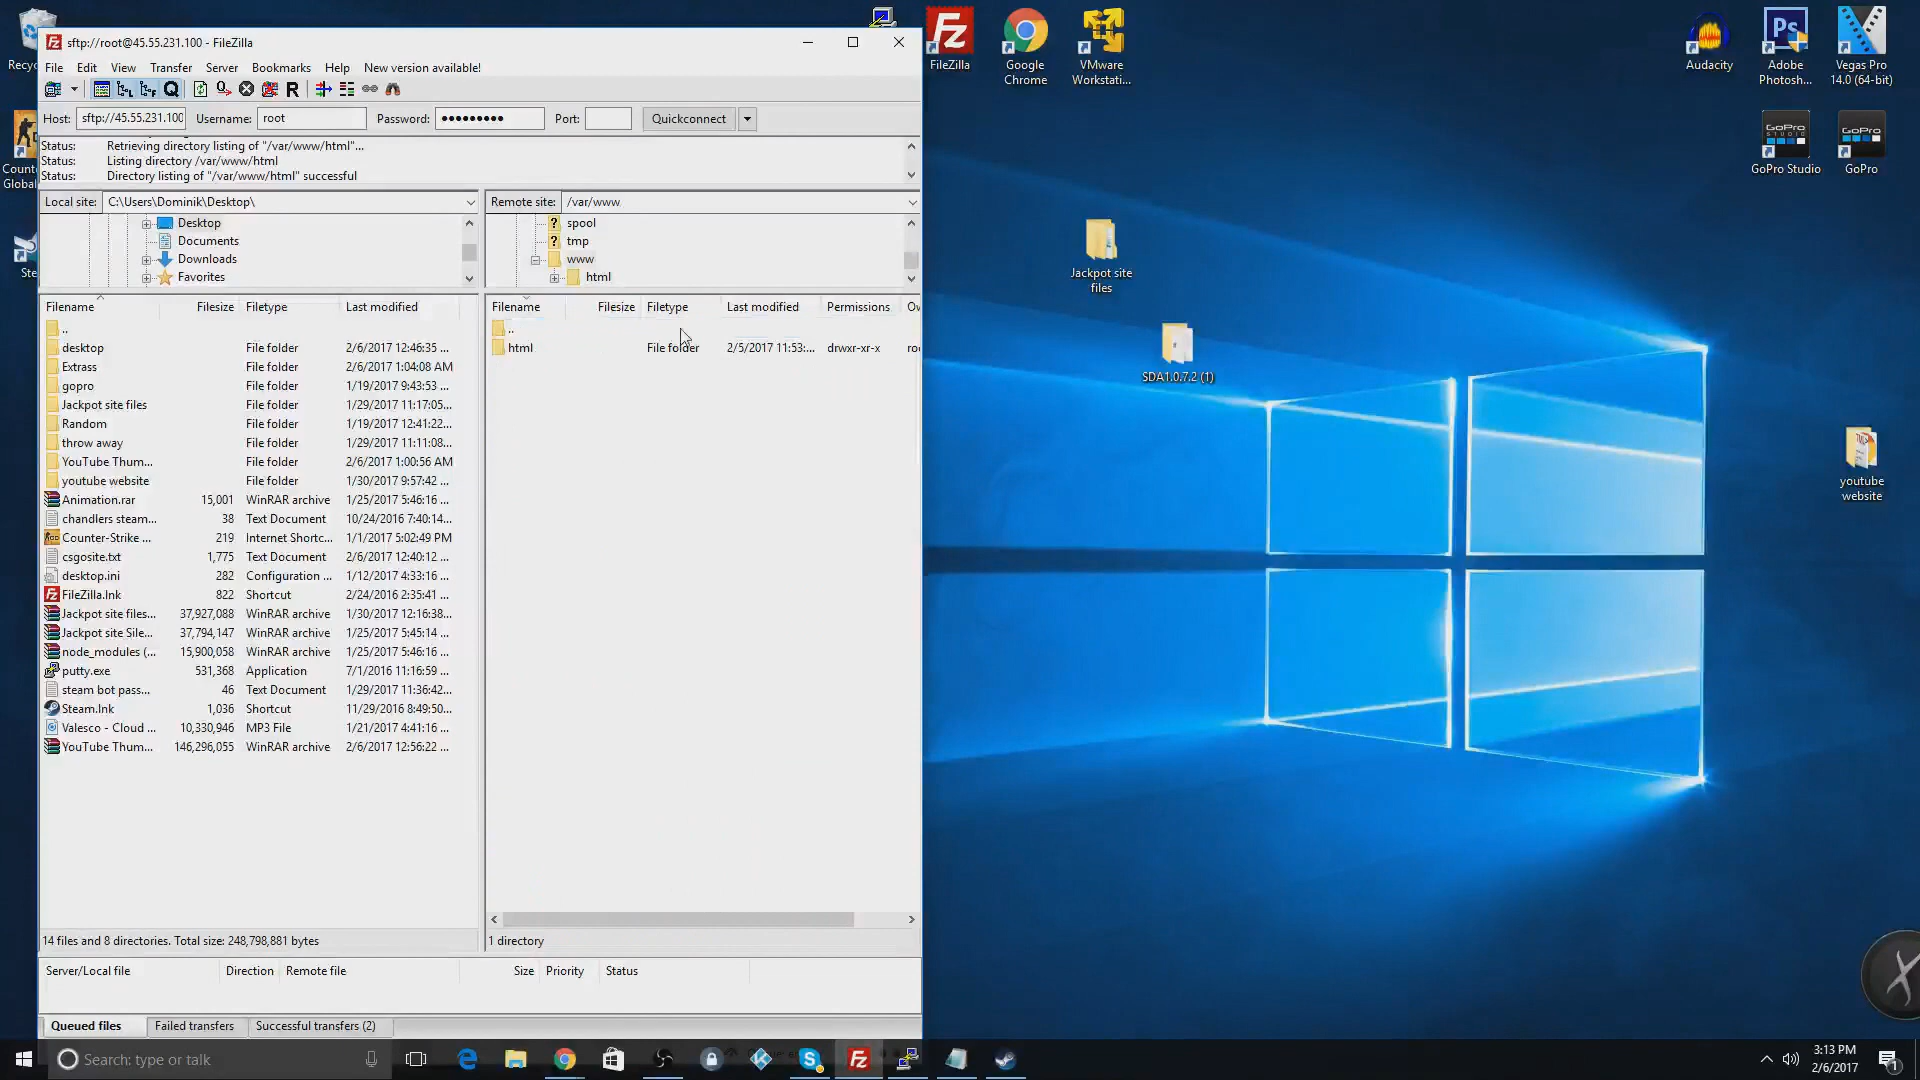 sftp://root@45.55.231.100 - FileZilla
File Edit View Transfer Server Bookmarks Help New version available!
Host: sftp://45.55.231.100 Username: root Password: ●●●●●●●●● Port: Quickconnect
Status: Retrieving directory listing of "/var/www/html"...
Status: Listing directory /var/www/html
Status: Directory listing of "/var/www/html" successful
Local site: C:\Users\Dominik\Desktop\
Desktop
Documents
Downloads
Favorites
Remote site: /var/www
spool
tmp
www
html
Filename Filesize Filetype Last modified
..
desktop File folder 2/6/2017 12:46:35 ...
Extrass File folder 2/6/2017 1:04:08 AM
gopro File folder 1/19/2017 9:43:53 ...
Jackpot site files File folder 1/29/2017 11:17:05...
Random File folder 1/19/2017 12:41:22...
throw away File folder 1/29/2017 11:11:08...
YouTube Thum... File folder 2/6/2017 1:00:56 AM
youtube website File folder 1/30/2017 9:57:42 ...
Animation.rar 15,001 WinRAR archive 1/25/2017 5:46:16 ...
chandlers steam... 38 Text Document 10/24/2016 7:40:14...
Counter-Strike ... 219 Internet Shortc... 1/1/2017 5:02:49 PM
csgosite.txt 1,775 Text Document 2/6/2017 12:40:12 ...
desktop.ini 282 Configuration ... 1/12/2017 4:33:16 ...
FileZilla.lnk 822 Shortcut 2/24/2016 2:35:41 ...
Jackpot site files... 37,927,088 WinRAR archive 1/30/2017 12:16:38...
Jackpot site Sile... 37,794,147 WinRAR archive 1/25/2017 5:45:14 ...
node_modules (... 15,900,058 WinRAR archive 1/25/2017 5:46:16 ...
putty.exe 531,368 Application 7/1/2016 11:16:59 ...
steam bot pass... 46 Text Document 1/29/2017 11:36:42...
Steam.lnk 1,036 Shortcut 11/29/2016 8:49:50...
Valesco - Cloud ... 10,330,946 MP3 File 1/21/2017 4:41:16 ...
YouTube Thum... 146,296,055 WinRAR archive 2/6/2017 12:56:22 ...
14 files and 8 directories. Total size: 248,798,881 bytes
Filename Filesize Filetype Last modified Permissions Ow
..
html File folder 2/5/2017 11:53:... drwxr-xr-x roo
1 directory
Server/Local file Direction Remote file Size Priority Status
Queued files Failed transfers Successful transfers (2)
Recyc
Count
Global
Ste
FileZilla
Google
Chrome
VMware
Workstati...
Audacity
Ps
Adobe
Photosh...
Vegas Pro
14.0 (64-bit)
GoPro
STUDIO
GoPro Studio
GoPro
GoPro
Jackpot site
files
SDA1.0.7.2 (1)
youtube
website
Search: type or talk
3:13 PM
2/6/2017
1